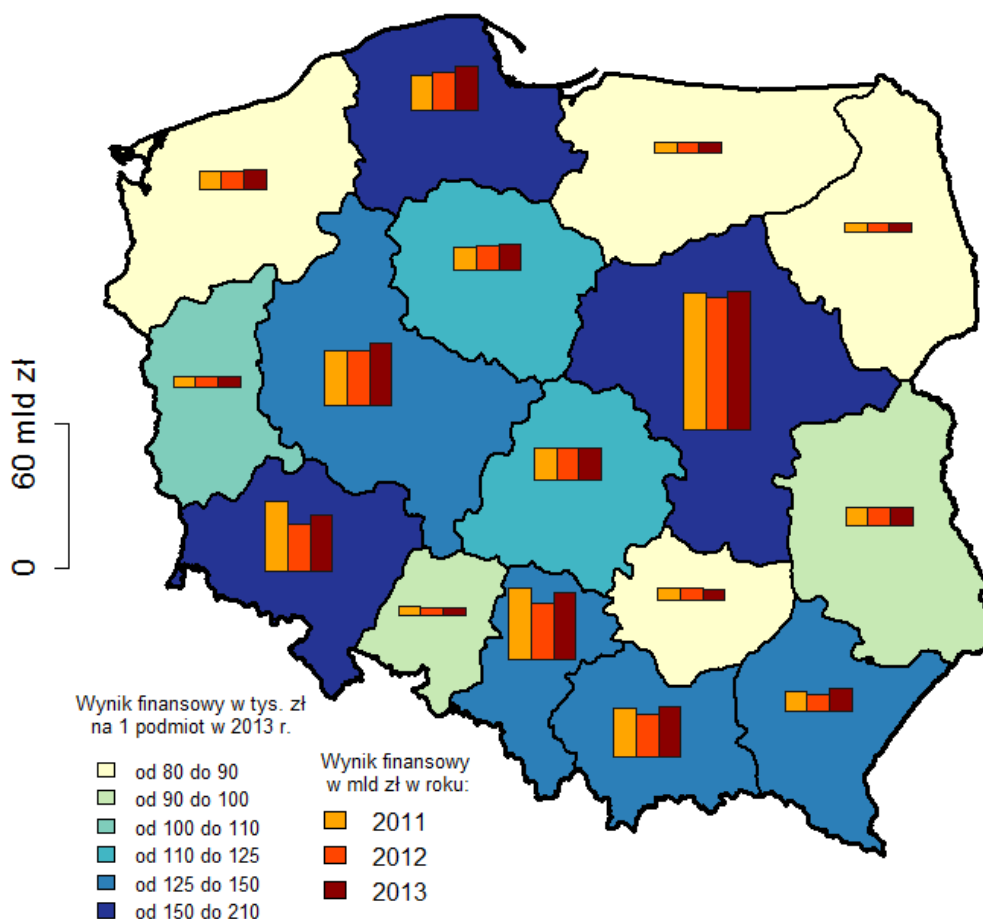 60 mld zł
0
Wynik finansowy w tys. zł
na 1 podmiot w 2013 r.
od 80 do 90
od 90 do 100
od 100 do 110
od 110 do 125
od 125 do 150
od 150 do 210
Wynik finansowy
w mld zł w roku:
2011
2012
2013